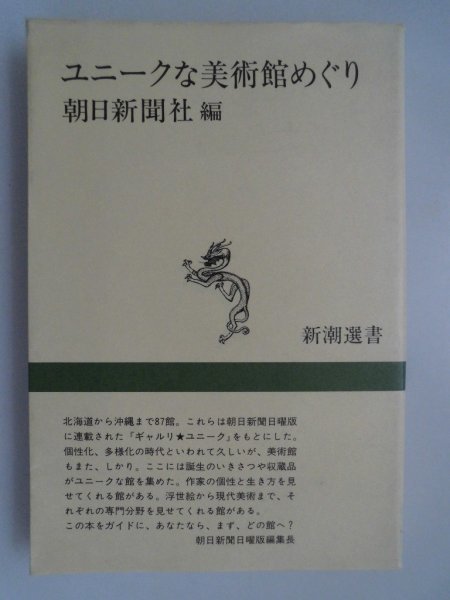 ユニークな美術館めぐり
朝日新聞社 編
新潮選書
北海道から沖縄まで87館。これらは朝日新聞日曜版
に連載された「ギャルリ★ユニーク」をもとにした。
個性化、多様化の時代といわれて久しいが、美術館
もまた、しかり。ここには誕生のいきさつや収蔵品
がユニークな館を集めた。作家の個性と生き方を見
せてくれる館がある。浮世絵から現代美術まで、そ
れぞれの専門分野を見せてくれる館がある。
この本をガイドに、あなたなら、まず、どの館へ？
朝日新聞日曜版編集長